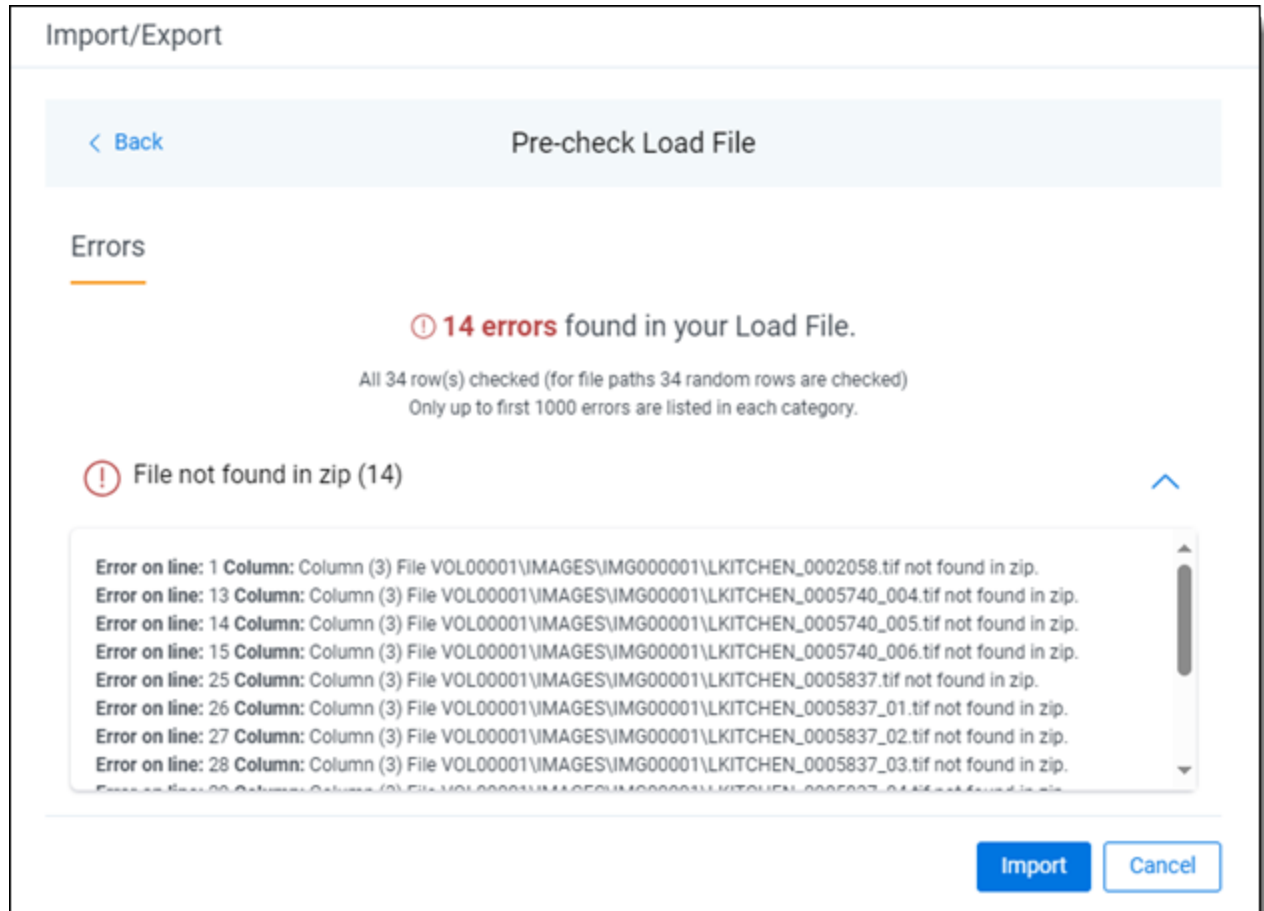 Import/Export
Back
Pre-check Load File
Errors
14 errors found in your Load File.
All 34 row(s) checked (for file paths 34 random rows are checked)
Only up to first 1000 errors are listed in each category.
File not found in zip (14)
Error on line: 1 Column: Column (3) File VOL00001\IMAGES\IMG000001\LKITCHEN_0002058.tif not found in zip.
Error on line: 13 Column: Column (3) File VOL00001\IMAGES\IMG00001\LKITCHEN_0005740_004.tif not found in zip.
Error on line: 14 Column: Column (3) File VOL00001\IMAGES\IMG00001\LKITCHEN_0005740_005.tif not found in zip.
Error on line: 15 Column: Column (3) File VOL00001\IMAGES\IMG00001\LKITCHEN_0005740_006.tif not found in zip.
Error on line: 25 Column: Column (3) File VOL00001\IMAGES\IMG00001\LKITCHEN_0005837.tif not found in zip.
Error on line: 26 Column: Column (3) File VOL00001\IMAGES\IMG00001\LKITCHEN_0005837_01.tif not found in zip.
Error on line: 27 Column: Column (3) File VOL00001\IMAGES\IMG00001\LKITCHEN_0005837_02.tif not found in zip.
Error on line: 28 Column: Column (3) File VOL00001\IMAGES\IMG00001\LKITCHEN_0005837_03.tif not found in zip.
Import
Cancel